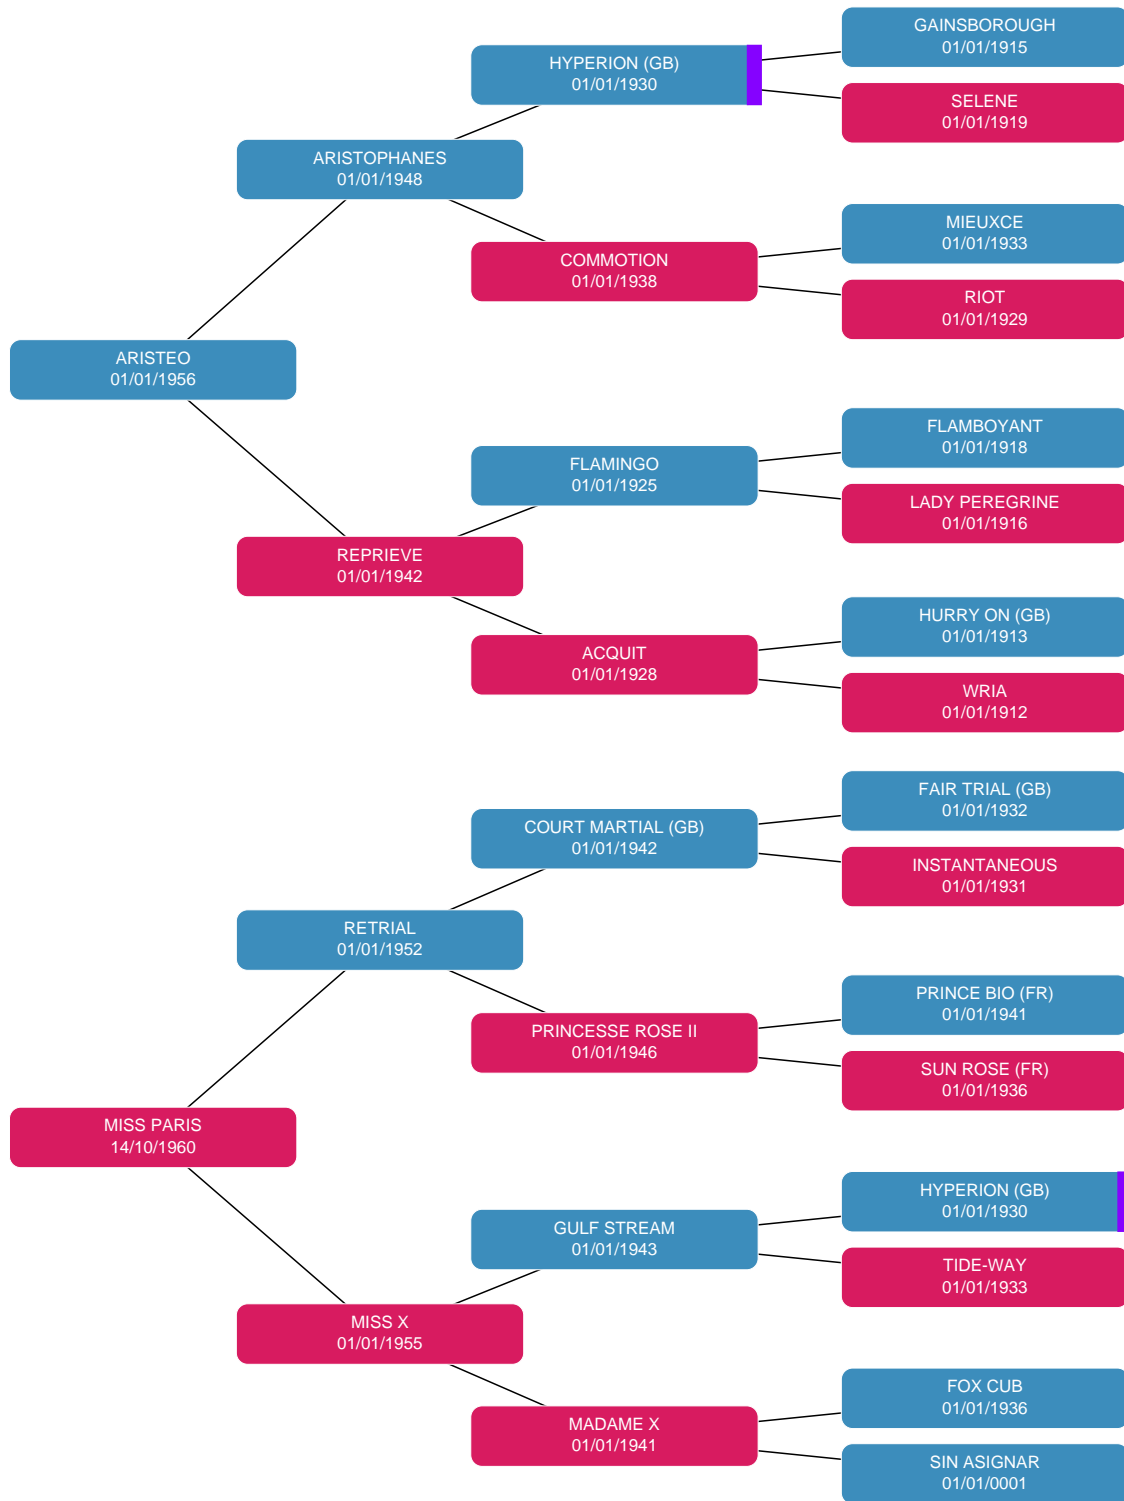 GAINSBOROUGH
01/01/1915
HYPERION (GB)
01/01/1930
SELENE
01/01/1919
ARISTOPHANES
01/01/1948
MIEUXCE
01/01/1933
COMMOTION
01/01/1938
RIOT
01/01/1929
ARISTEO
01/01/1956
FLAMBOYANT
01/01/1918
FLAMINGO
01/01/1925
LADY PEREGRINE
01/01/1916
REPRIEVE
01/01/1942
HURRY ON (GB)
01/01/1913
ACQUIT
01/01/1928
WRIA
01/01/1912
FAIR TRIAL (GB)
01/01/1932
COURT MARTIAL (GB)
01/01/1942
INSTANTANEOUS
01/01/1931
RETRIAL
01/01/1952
PRINCE BIO (FR)
01/01/1941
PRINCESSE ROSE II
01/01/1946
SUN ROSE (FR)
01/01/1936
MISS PARIS
14/10/1960
HYPERION (GB)
01/01/1930
GULF STREAM
01/01/1943
TIDE-WAY
01/01/1933
MISS X
01/01/1955
FOX CUB
01/01/1936
MADAME X
01/01/1941
SIN ASIGNAR
01/01/0001